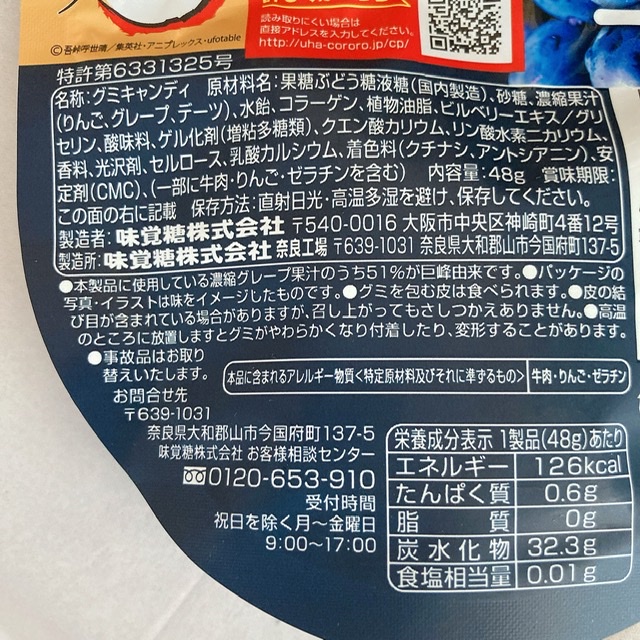 読み取りにくい場合は
直接アドレスを入力してください。
http://uha-cororo.jp/cp/
©吾峠呼世晴／集英社・アニプレックス・ufotable
特許第6331325号
名称:グミキャンディ 原材料名:果糖ぶどう糖液糖(国内製造)、砂糖、濃縮果汁
(りんご、グレープ、デーツ)、水飴、コラーゲン、植物油脂、ビルベリーエキス/グリ
セリン、酸味料、ゲル化剤(増粘多糖類)、クエン酸カリウム、リン酸水素二カリウム、
香料、光沢剤、セルロース、乳酸カルシウム、着色料(クチナシ、アントシアニン)、安
定剤(CMC)、(一部に牛肉・りんご・ゼラチンを含む) 内容量:48g 賞味期限:
この面の右に記載 保存方法:直射日光・高温多湿を避け、保存してください。
製造者:味覚糖株式会社 〒540-0016 大阪市中央区神崎町4番12号
製造所:味覚糖株式会社 奈良工場 〒639-1031 奈良県大和郡山市今国府町137-5
●本製品に使用している濃縮グレープ果汁のうち51%が巨峰由来です。●パッケージの
写真・イラストは味をイメージしたものです。●グミを包む皮は食べられます。●皮の結
び目が含まれている場合がありますが、召し上がってもさしつかえありません。●高温
のところに放置しますとグミがやわらかくなり付着したり、変形することがあります。
●事故品はお取り
替えいたします。
本品に含まれるアレルギー物質<特定原材料及びそれに準ずるもの> 牛肉・りんご・ゼラチン
お問合せ先
〒639-1031
奈良県大和郡山市今国府町137-5
味覚糖株式会社 お客様相談センター
0120-653-910
受付時間
祝日を除く月〜金曜日
9:00〜17:00
栄養成分表示 1製品(48g)あたり
エネルギー 126kcal
たんぱく質 0.6g
脂質 0g
炭水化物 32.3g
食塩相当量 0.01g